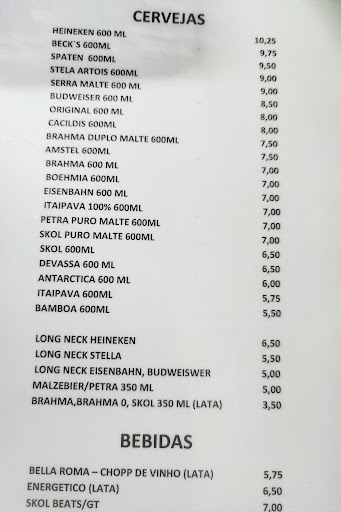 CERVEJAS
HEINEKEN 600 ML 10,25
BECK´S 600ML 9,75
SPATEN 600ML 9,50
STELA ARTOIS 600ML 9,00
SERRA MALTE 600ML 9,00
BUDWEISER 600 ML 8,50
ORIGINAL 600 ML 8,00
CACILDIS 600ML 8,00
BRAHMA DUPLO MALTE 600ML 7,50
AMSTEL 600ML 7,50
BRAHMA 600 ML 7,00
BOEHMIA 600ML 7,00
EISENBAHN 600 ML 7,00
ITAIPAVA 100% 600ML 7,00
PETRA PURO MALTE 600ML 7,00
SKOL PURO MALTE 600ML 7,00
SKOL 600ML 6,50
DEVASSA 600 ML 6,50
ANTARCTICA 600 ML 6,00
ITAIPAVA 600ML 5,75
BAMBOA 600ML 5,50
LONG NECK HEINEKEN 6,50
LONG NECK STELLA 5,50
LONG NECK EISENBAHN, BUDWEISWER 5,00
MALZEBIER/PETRA 350 ML 5,00
BRAHMA,BRAHMA 0, SKOL 350 ML (LATA) 3,50
BEBIDAS
BELLA ROMA – CHOPP DE VINHO (LATA) 5,75
ENERGETICO (LATA) 6,50
SKOL BEATS/GT 7,00